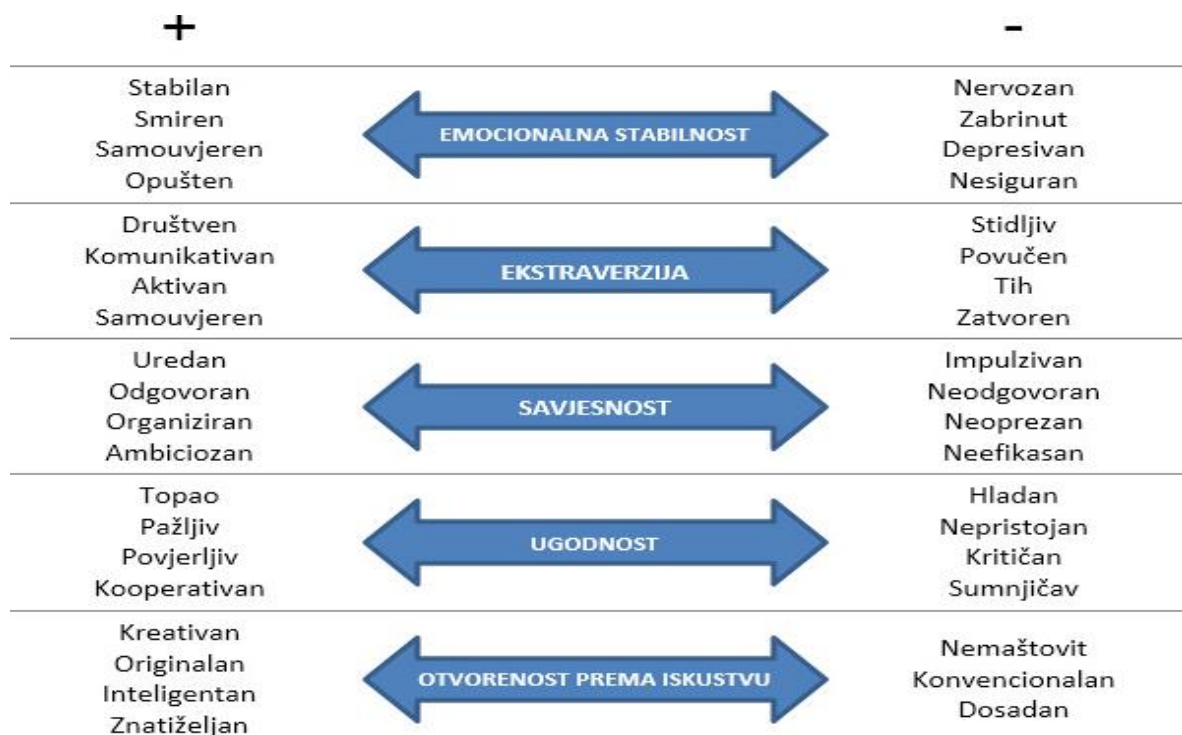 + -
Stabilan
Smiren
Samouvjeren
Opušten
EMOCIONALNA STABILNOST
Nervozan
Zabrinut
Depresivan
Nesiguran
Društven
Komunikativan
Aktivan
Samouvjeren
EKSTRAVERZIJA
Stidljiv
Povučen
Tih
Zatvoren
Uredan
Odgovoran
Organiziran
Ambiciozan
SAVJESNOST
Impulzivan
Neodgovoran
Neoprezan
Neefikasan
Topao
Pažljiv
Povjerljiv
Kooperativan
UGODNOST
Hladan
Nepristojan
Kritičan
Sumnjičav
Kreativan
Originalan
Inteligentan
Znatiželjan
OTVORENOST PREMA ISKUSTVU
Nemaštovit
Konvencionalan
Dosadan